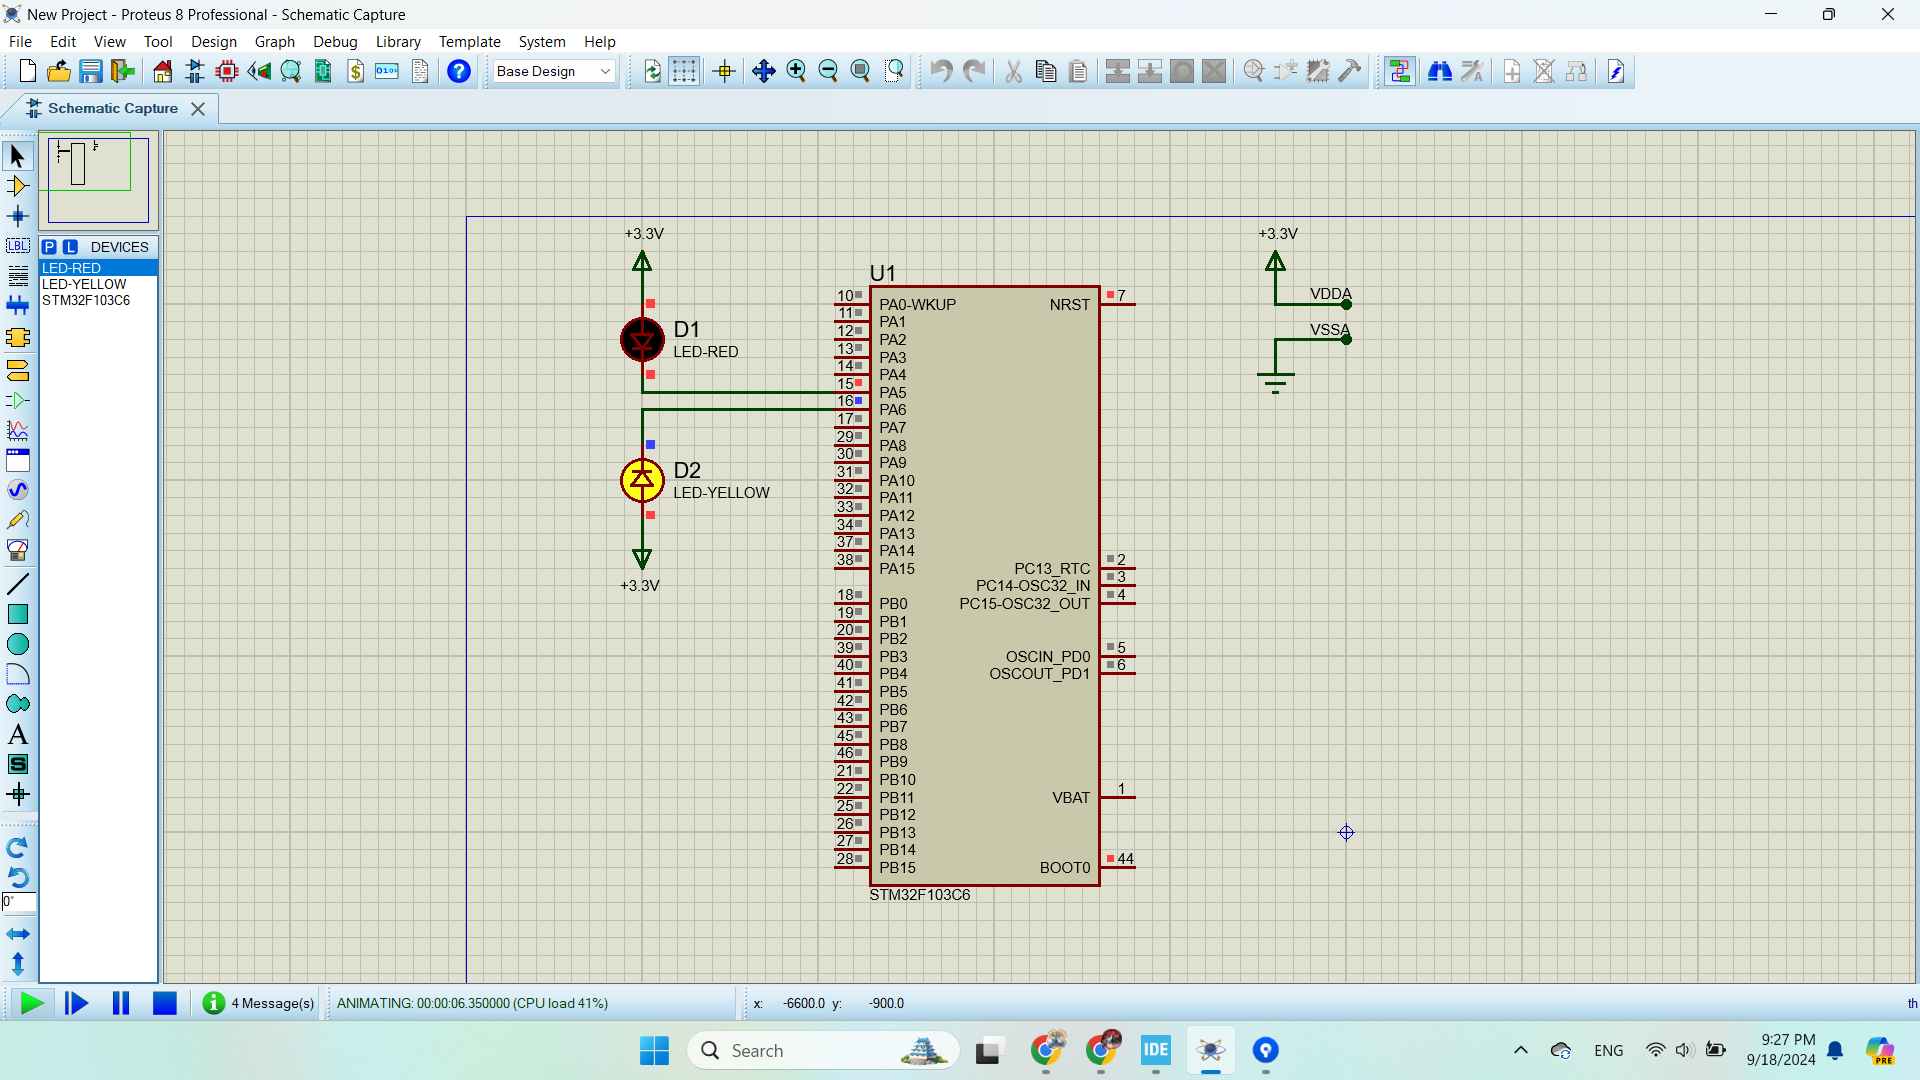 New Project - Proteus 8 Professional - Schematic Capture
File Edit View Tool Design Graph Debug Library Template System Help
Base Design
Schematic Capture
P L DEVICES
LED-RED
LED-YELLOW
STM32F103C6
LBL
A
S
0°
+3.3V
D1
LED-RED
D2
LED-YELLOW
+3.3V
U1
10 PA0-WKUP
11 PA1
12 PA2
13 PA3
14 PA4
15 PA5
16 PA6
17 PA7
29 PA8
30 PA9
31 PA10
32 PA11
33 PA12
34 PA13
37 PA14
38 PA15
18 PB0
19 PB1
20 PB2
39 PB3
40 PB4
41 PB5
42 PB6
43 PB7
45 PB8
46 PB9
21 PB10
22 PB11
25 PB12
26 PB13
27 PB14
28 PB15
NRST 7
PC13_RTC 2
PC14-OSC32_IN 3
PC15-OSC32_OUT 4
OSCIN_PD0 5
OSCOUT_PD1 6
VBAT 1
BOOT0 44
STM32F103C6
+3.3V
VDDA
VSSA
4 Message(s) ANIMATING: 00:00:06.350000 (CPU load 41%) x: -6600.0 y: -900.0 th
Search
IDE
ENG
9:27 PM
9/18/2024
PRE